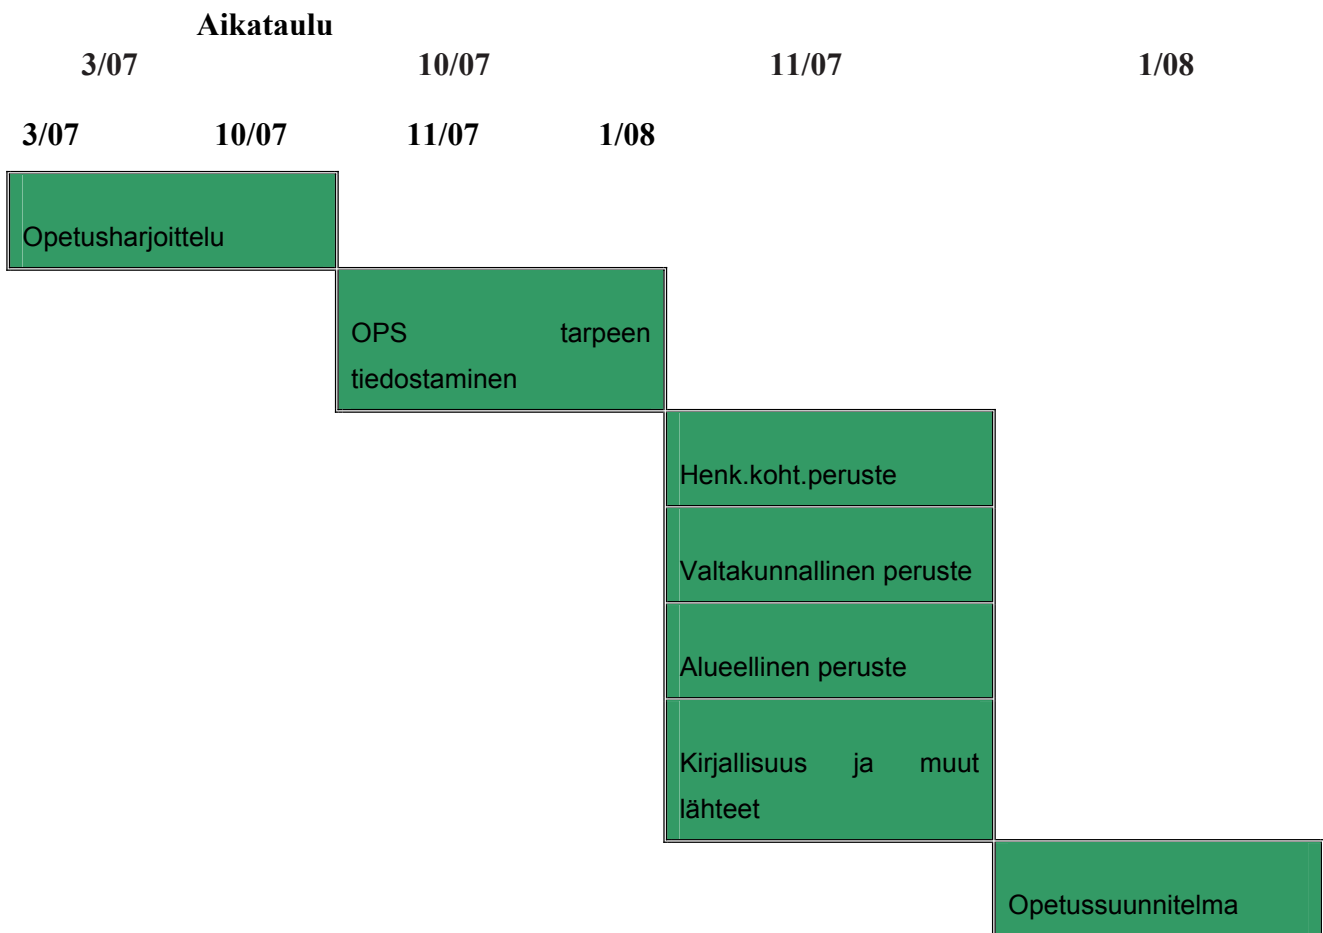 Aikataulu
3/07 10/07 11/07 1/08
3/07 10/07 11/07 1/08
Opetusharjoittelu
OPS tarpeen
tiedostaminen
Henk.koht.peruste
Valtakunnallinen peruste
Alueellinen peruste
Kirjallisuus ja muut
lähteet
Opetussuunnitelma